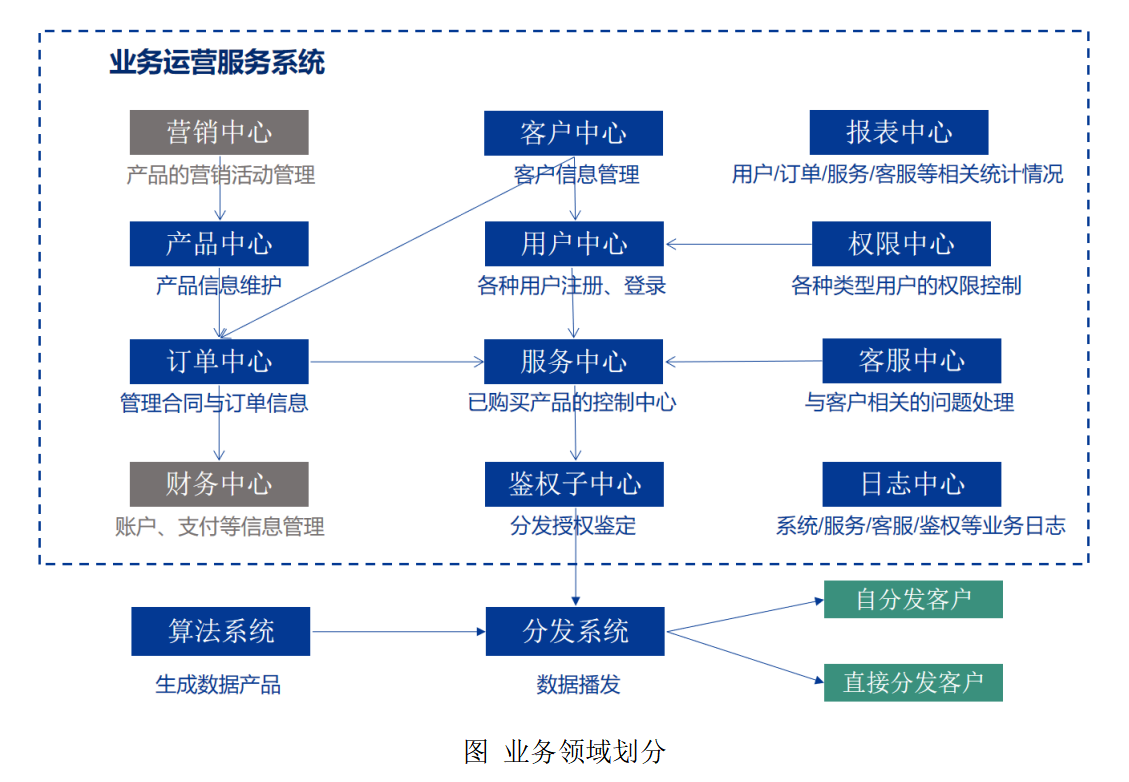 业务运营服务系统
营销中心
客户中心
报表中心
产品的营销活动管理
客户信息管理
用户/订单/服务/客服等相关统计情况
产品中心
用户中心
权限中心
产品信息维护
各种用户注册、登录
各种类型用户的权限控制
订单中心
服务中心
客服中心
管理合同与订单信息
已购买产品的控制中心
与客户相关的问题处理
财务中心
鉴权子中心
日志中心
账户、支付等信息管理
分发授权鉴定
系统/服务/客服/鉴权等业务日志
自分发客户
算法系统
分发系统
生成数据产品
数据播发
直接分发客户
图 业务领域划分